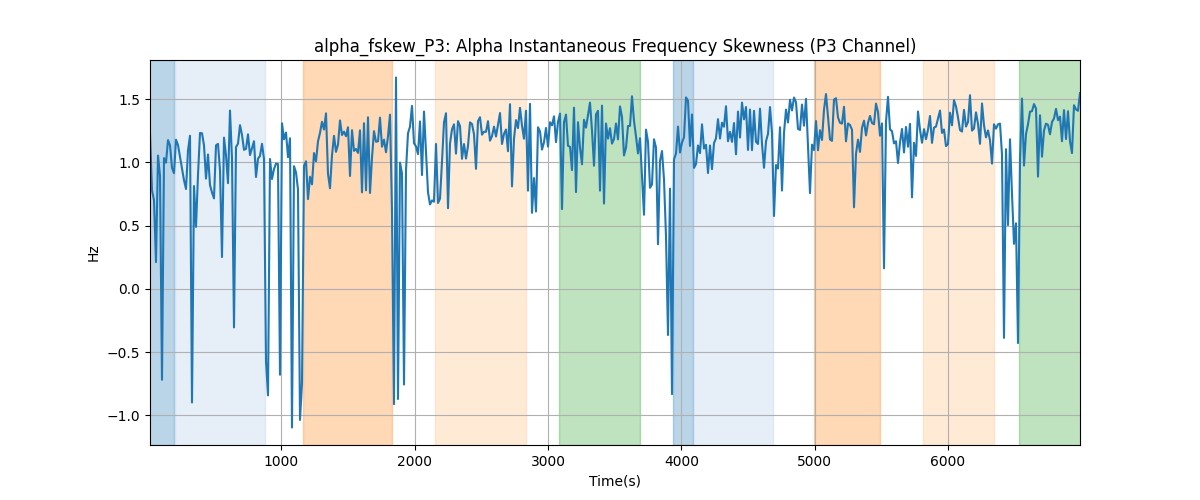 alpha_fskew_P3: Alpha Instantaneous Frequency Skewness (P3 Channel)
1.5
1.0
0.5
0.0
−0.5
−1.0
Hz
1000 2000 3000 4000 5000 6000
Time(s)